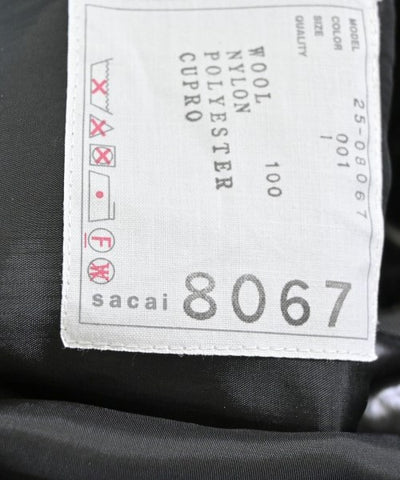 MODEL 25-08067
COLOR 001
SIZE 1
QUALITY
WOOL 100
NYLON
POLYESTER
CUPRO
F
W
sacai 8067